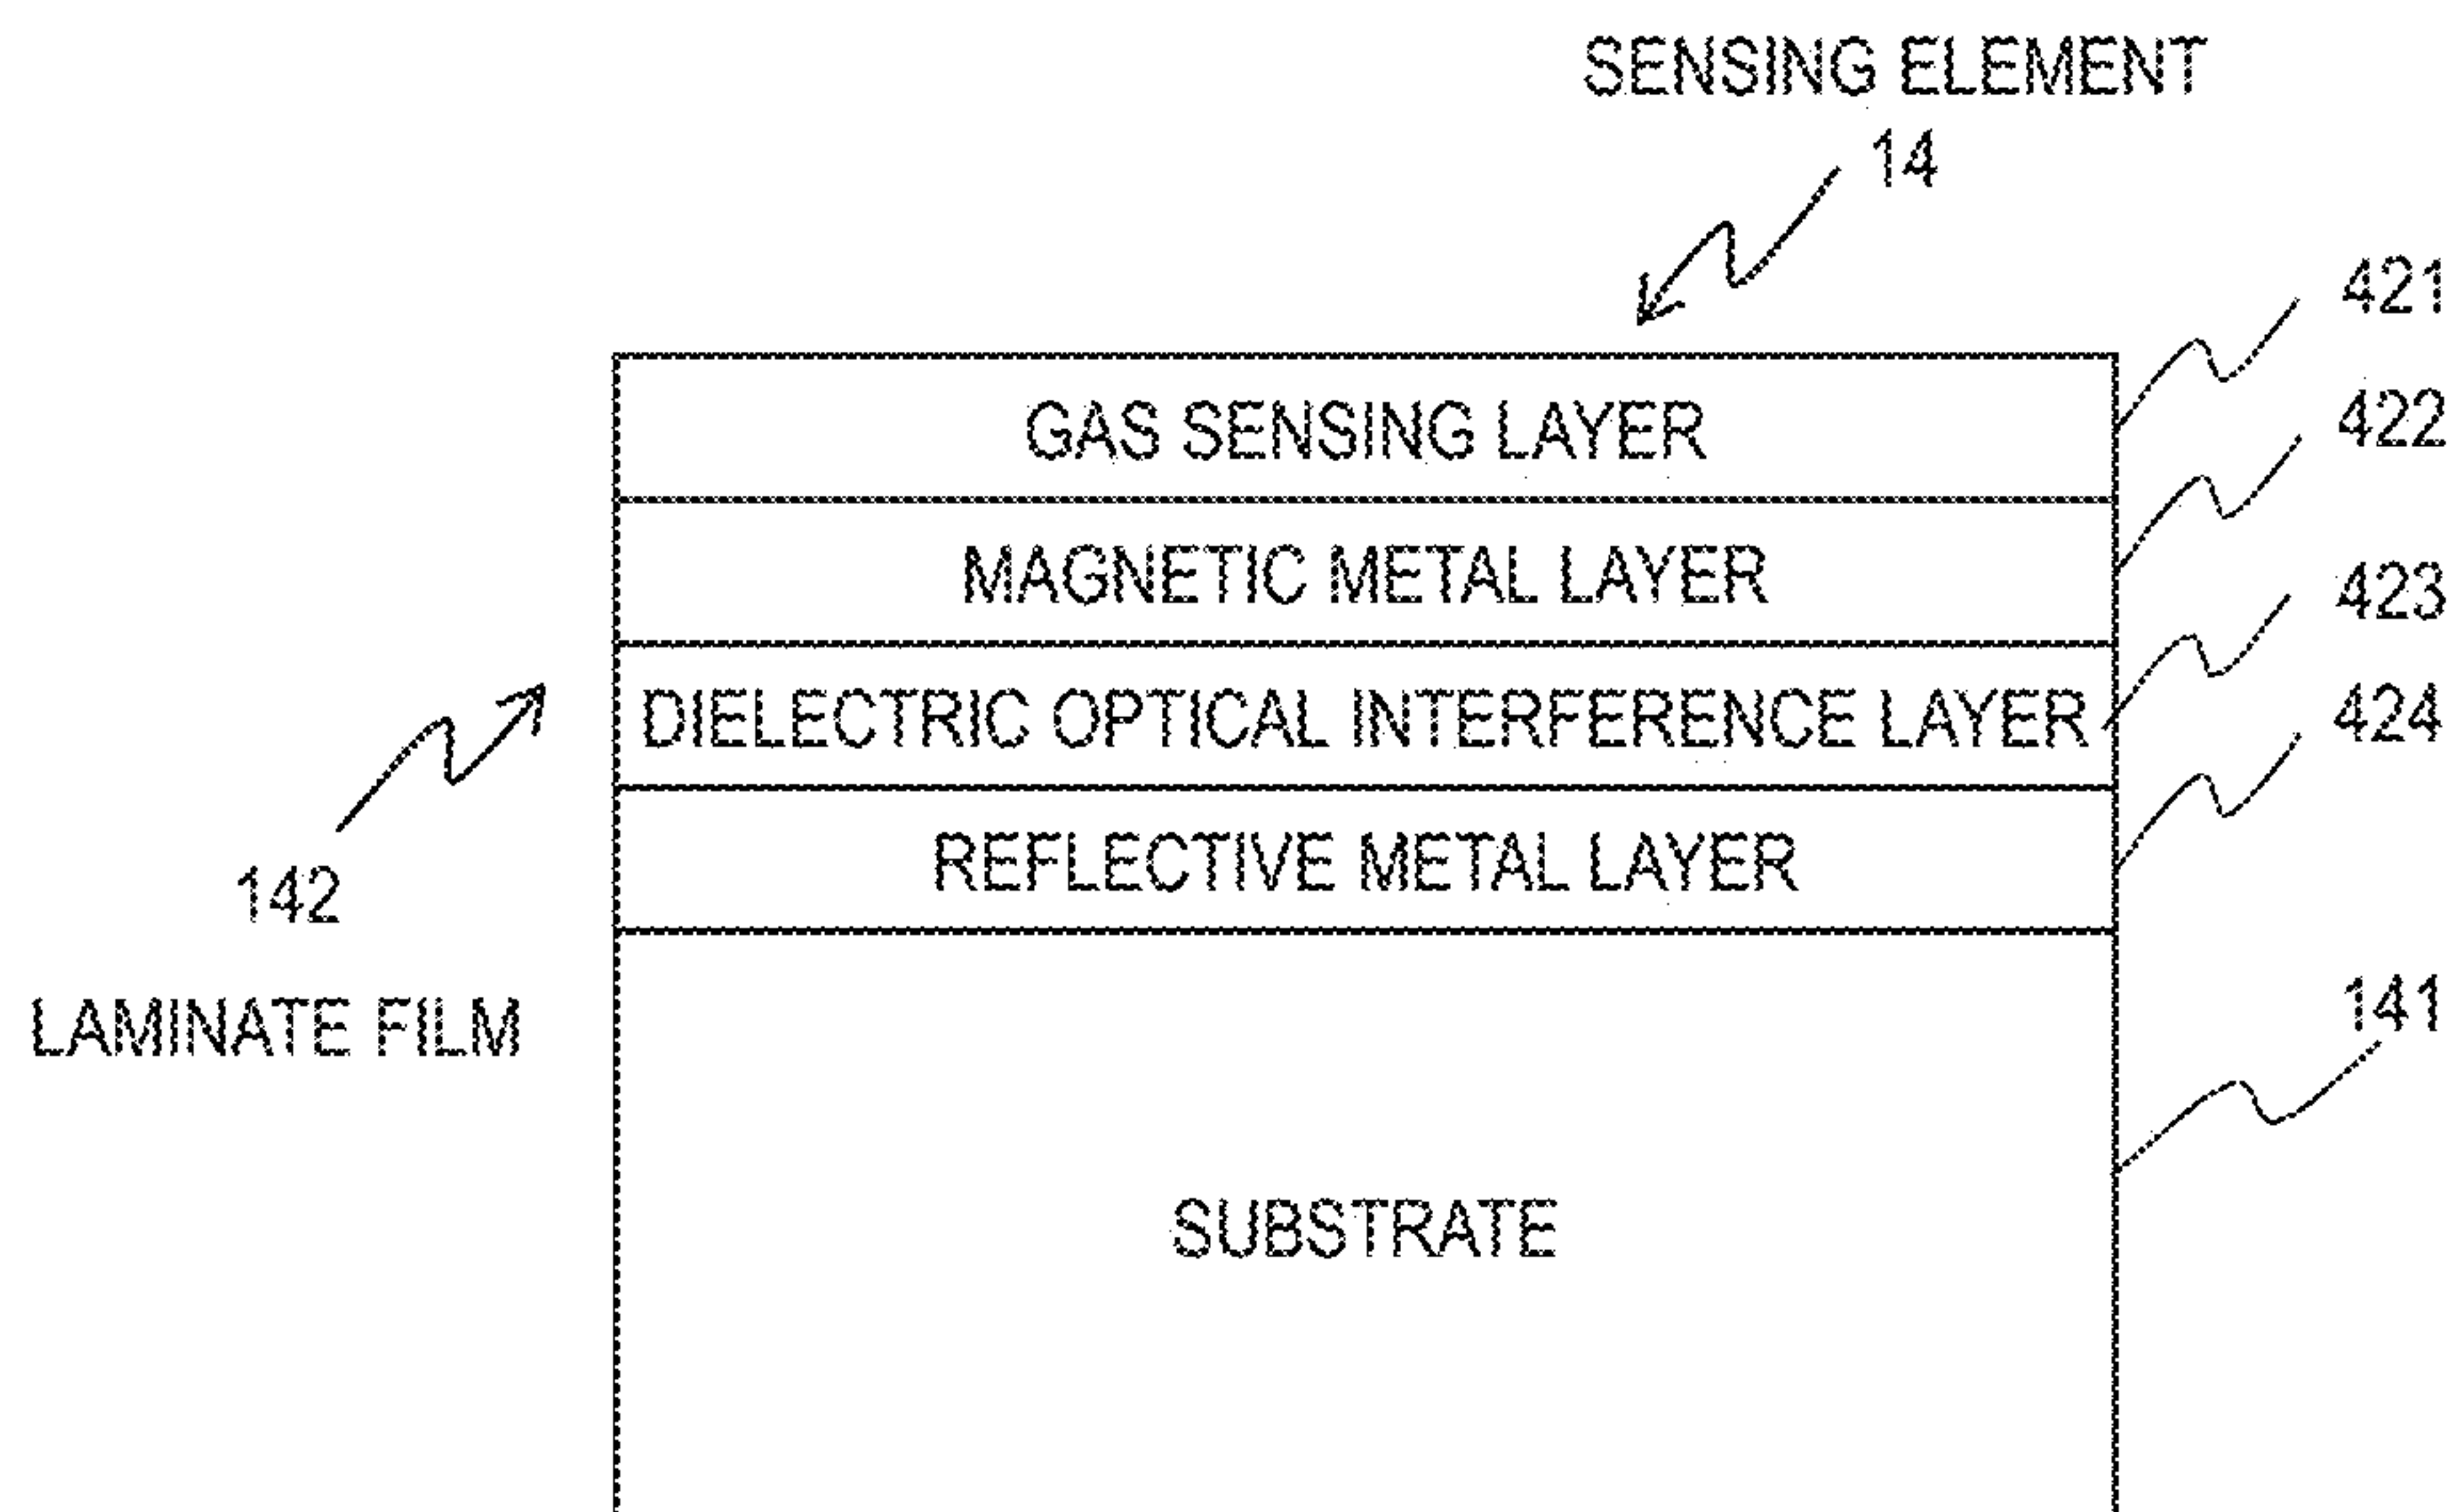 SENSING ELEMENT
14
421
GAS SENSING LAYER
422
MAGNETIC METAL LAYER
423
DIELECTRIC OPTICAL INTERFERENCE LAYER
424
REFLECTIVE METAL LAYER
142
LAMINATE FILM
141
SUBSTRATE